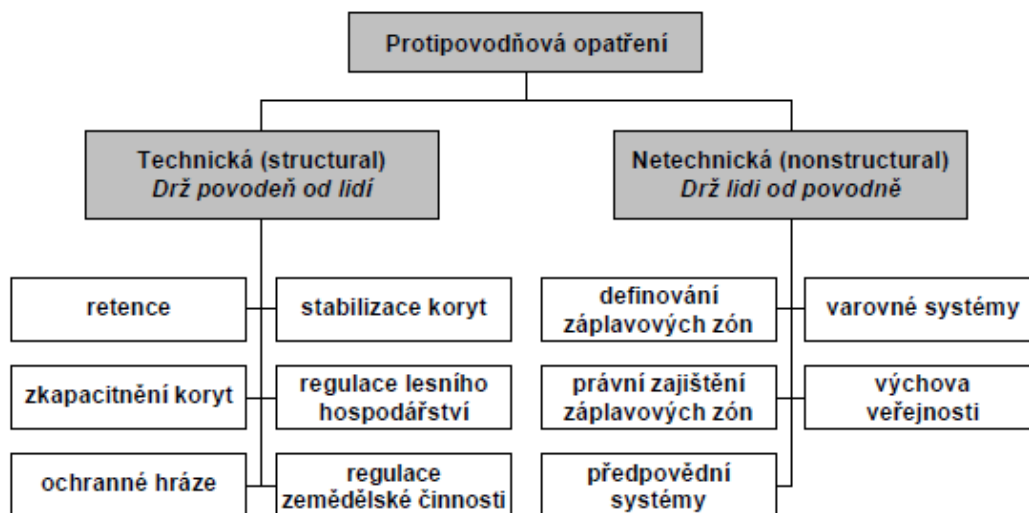 Protipovodňová opatření
Technická (structural)
Drž povodeň od lidí
Netechnická (nonstructural)
Drž lidi od povodně
retence
stabilizace koryt
definování
záplavových zón
varovné systémy
zkapacitnění koryt
regulace lesního
hospodářství
právní zajištění
záplavových zón
výchova
veřejnosti
ochranné hráze
regulace
zemědělské činnosti
předpovědní
systémy